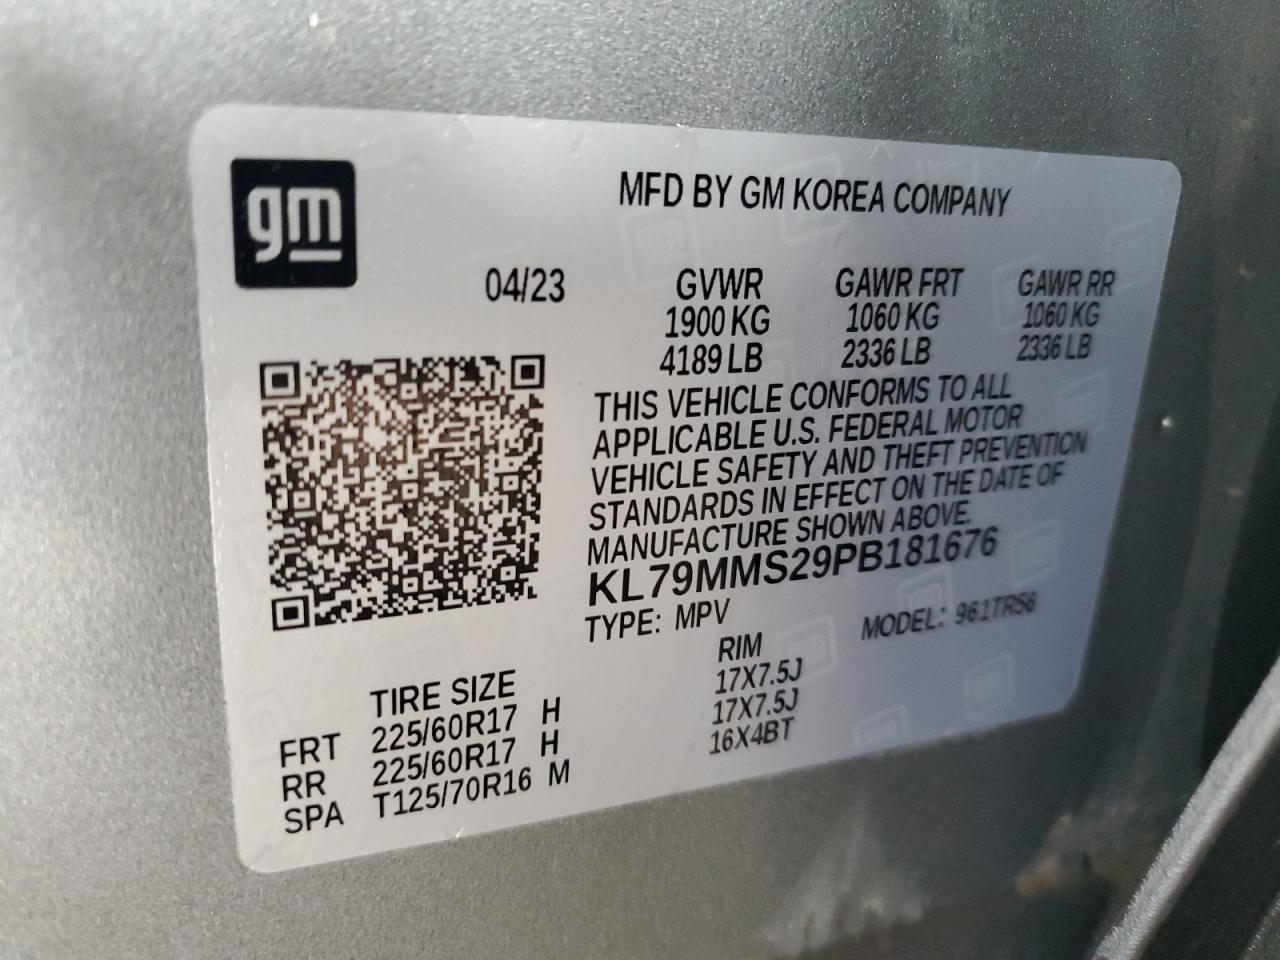 gm
MFD BY GM KOREA COMPANY
04/23 GVWR GAWR FRT GAWR RR
1900 KG 1060 KG 1060 KG
4189 LB 2336 LB 2336 LB
THIS VEHICLE CONFORMS TO ALL
APPLICABLE U.S. FEDERAL MOTOR
VEHICLE SAFETY AND THEFT PREVENTION
STANDARDS IN EFFECT ON THE DATE OF
MANUFACTURE SHOWN ABOVE.
KL79MMS29PB181676
TYPE: MPV MODEL: 961TR56
TIRE SIZE RIM
FRT 225/60R17 H 17X7.5J
RR 225/60R17 H 17X7.5J
SPA T125/70R16 M 16X4BT